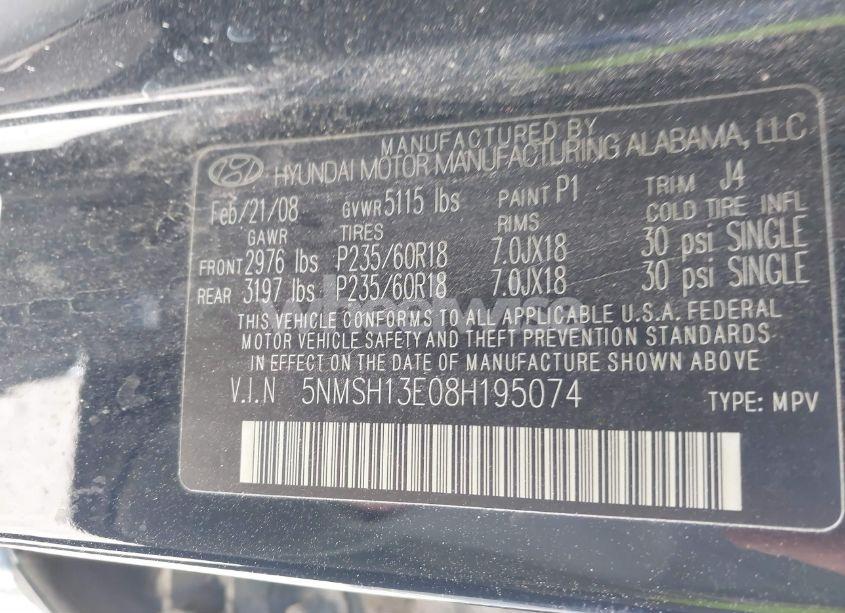 MANUFACTURED BY
HYUNDAI MOTOR MANUFACTURING ALABAMA, LLC
Feb/21/08 GVWR 5115 lbs PAINT P1 TRIM J4
GAWR TIRES RIMS COLD TIRE INFL
FRONT 2976 lbs P235/60R18 7.0JX18 30 psi SINGLE
REAR 3197 lbs P235/60R18 7.0JX18 30 psi SINGLE
THIS VEHICLE CONFORMS TO ALL APPLICABLE U.S.A. FEDERAL
MOTOR VEHICLE SAFETY AND THEFT PREVENTION STANDARDS
IN EFFECT ON THE DATE OF MANUFACTURE SHOWN ABOVE
V.I.N 5NMSH13E08H195074 TYPE: MPV